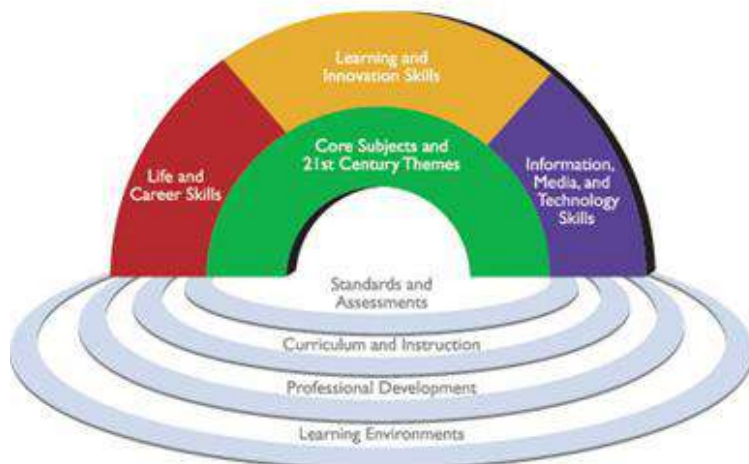 Learning and
Innovation Skills
Core Subjects and
21st Century Themes
Life and
Career Skills
Information,
Media, and
Technology
Skills
Standards and
Assessments
Curriculum and Instruction
Professional Development
Learning Environments